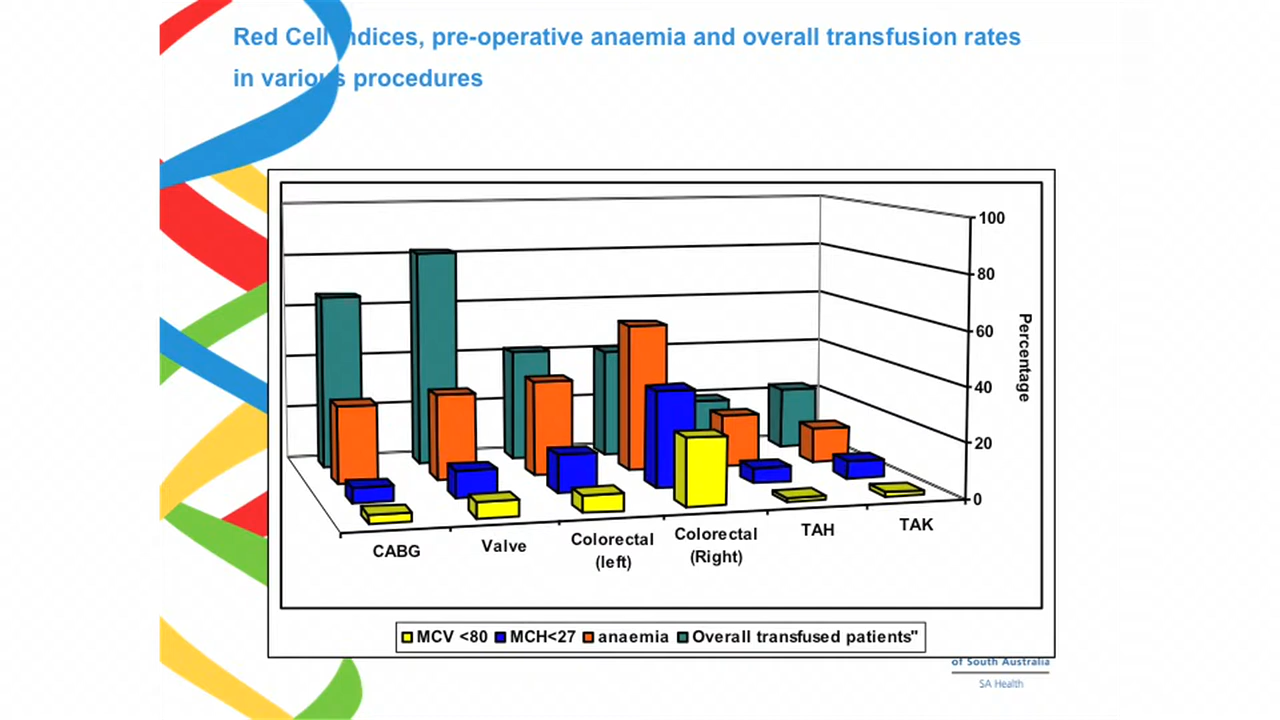 Red Cell Indices, pre-operative anaemia and overall transfusion rates
in various procedures
100
80
60
40
20
0
Percentage
CABG
Valve
Colorectal
(left)
Colorectal
(Right)
TAH
TAK
MCV <80 MCH<27 anaemia Overall transfused patients"
of South Australia
SA Health